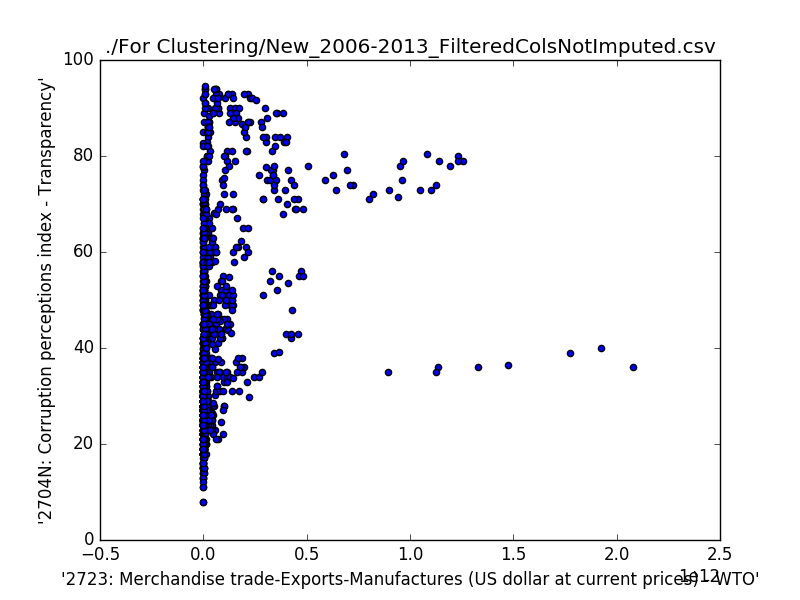 ./For Clustering/New_2006-2013_FilteredColsNotImputed.csv
100
80
60
40
20
0
'2704N: Corruption perceptions index - Transparency'
−0.5 0.0 0.5 1.0 1.5 2.0 2.5
1e12
'2723: Merchandise trade-Exports-Manufactures (US dollar at current prices) - WTO'